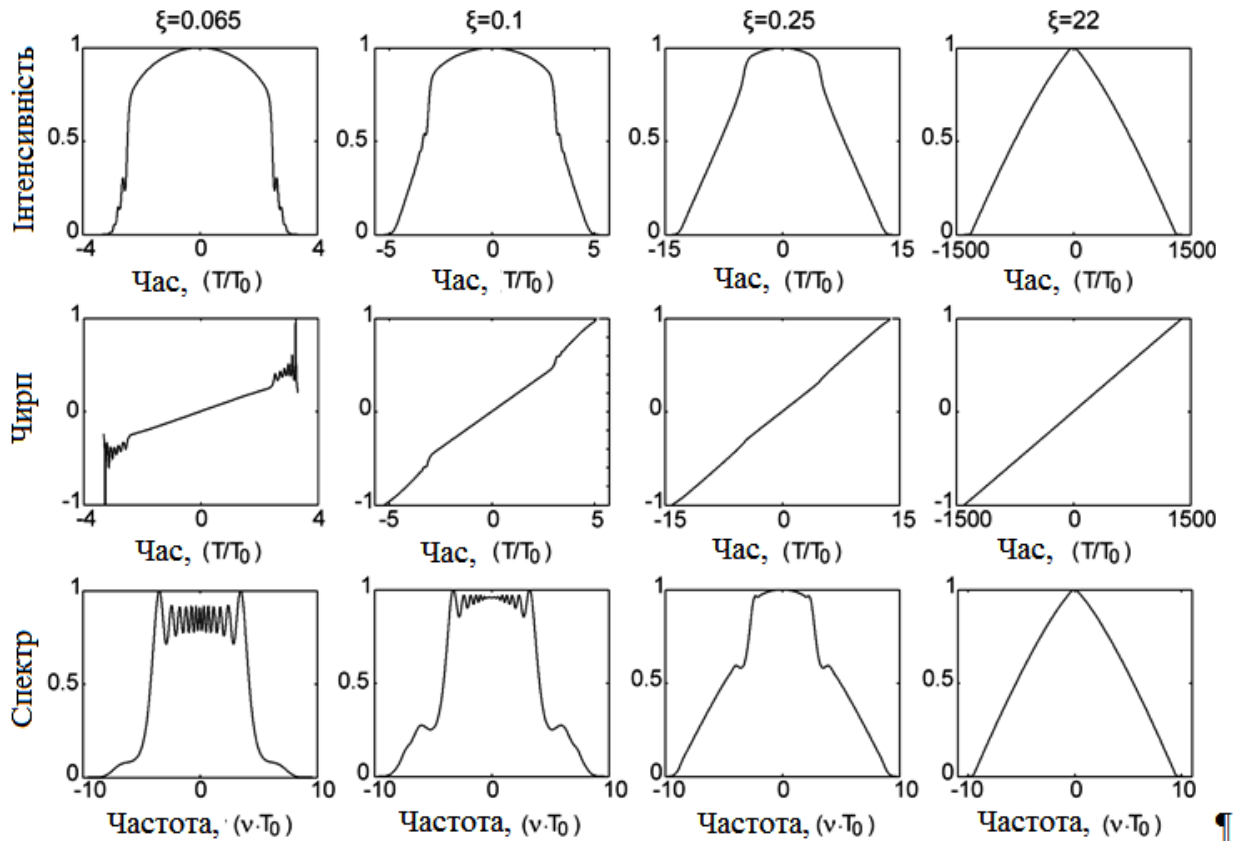 ξ=0.065 ξ=0.1 ξ=0.25 ξ=22
Інтенсивність
1 1 1 1
0.5 0.5 0.5 0.5
0 0 0 0
-4 0 4 -5 0 5 -15 0 15 -1500 0 1500
Час, (T/T₀) Час, (T/T₀) Час, (T/T₀) Час, (T/T₀)
Чирп
1 1 1 1
0 0 0 0
-1 -1 -1 -1
-4 0 4 -5 0 5 -15 0 15 -1500 0 1500
Час, (T/T₀) Час, (T/T₀) Час, (T/T₀) Час, (T/T₀)
Спектр
1 1 1 1
0.5 0.5 0.5 0.5
0 0 0 0
-10 0 10 -10 0 10 -10 0 10 -10 0 10
Частота, (ν·T₀) Частота, (ν·T₀) Частота, (ν·T₀) Частота, (ν·T₀) ¶